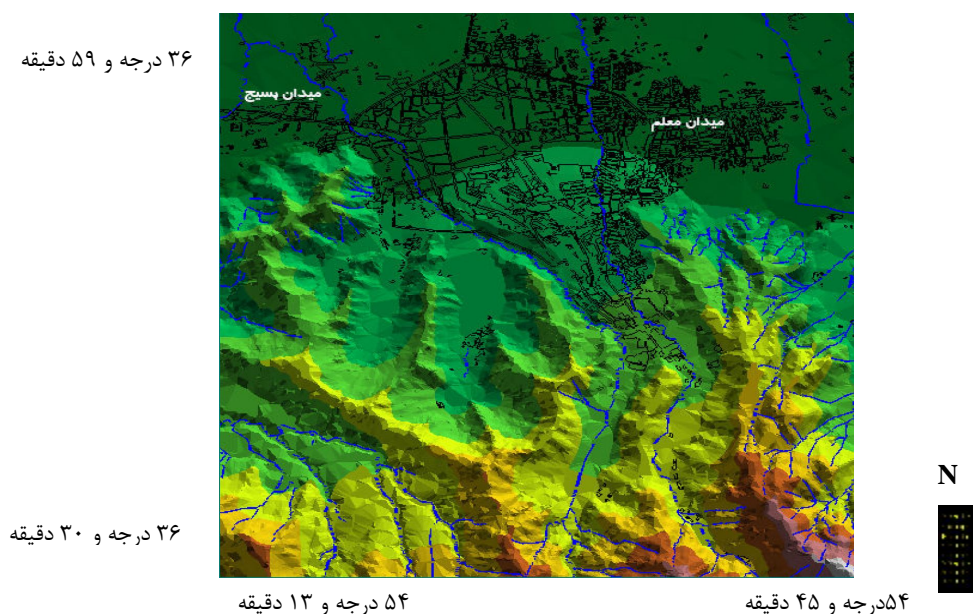 ۳۶ درجه و ۵۹ دقیقه
میدان بسیج
میدان معلم
N
۳۶ درجه و ۳۰ دقیقه
۵۴ درجه و ۱۳ دقیقه
۵۴درجه و ۴۵ دقیقه